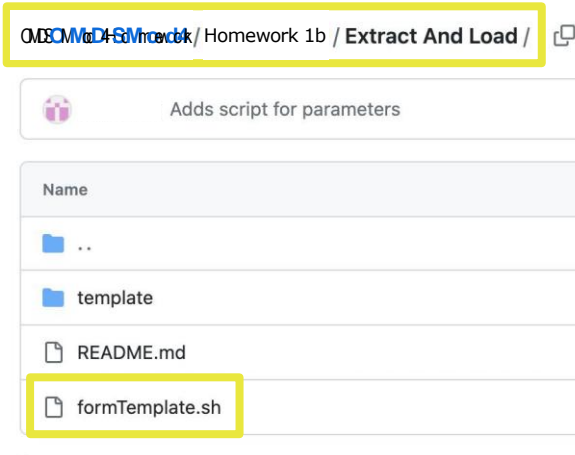 / Homework 1b / Extract And Load /
Adds script for parameters
Name
..
template
README.md
formTemplate.sh